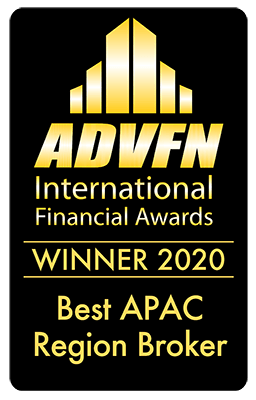 ADVFN
International
Financial Awards
WINNER 2020
Best APAC
Region Broker